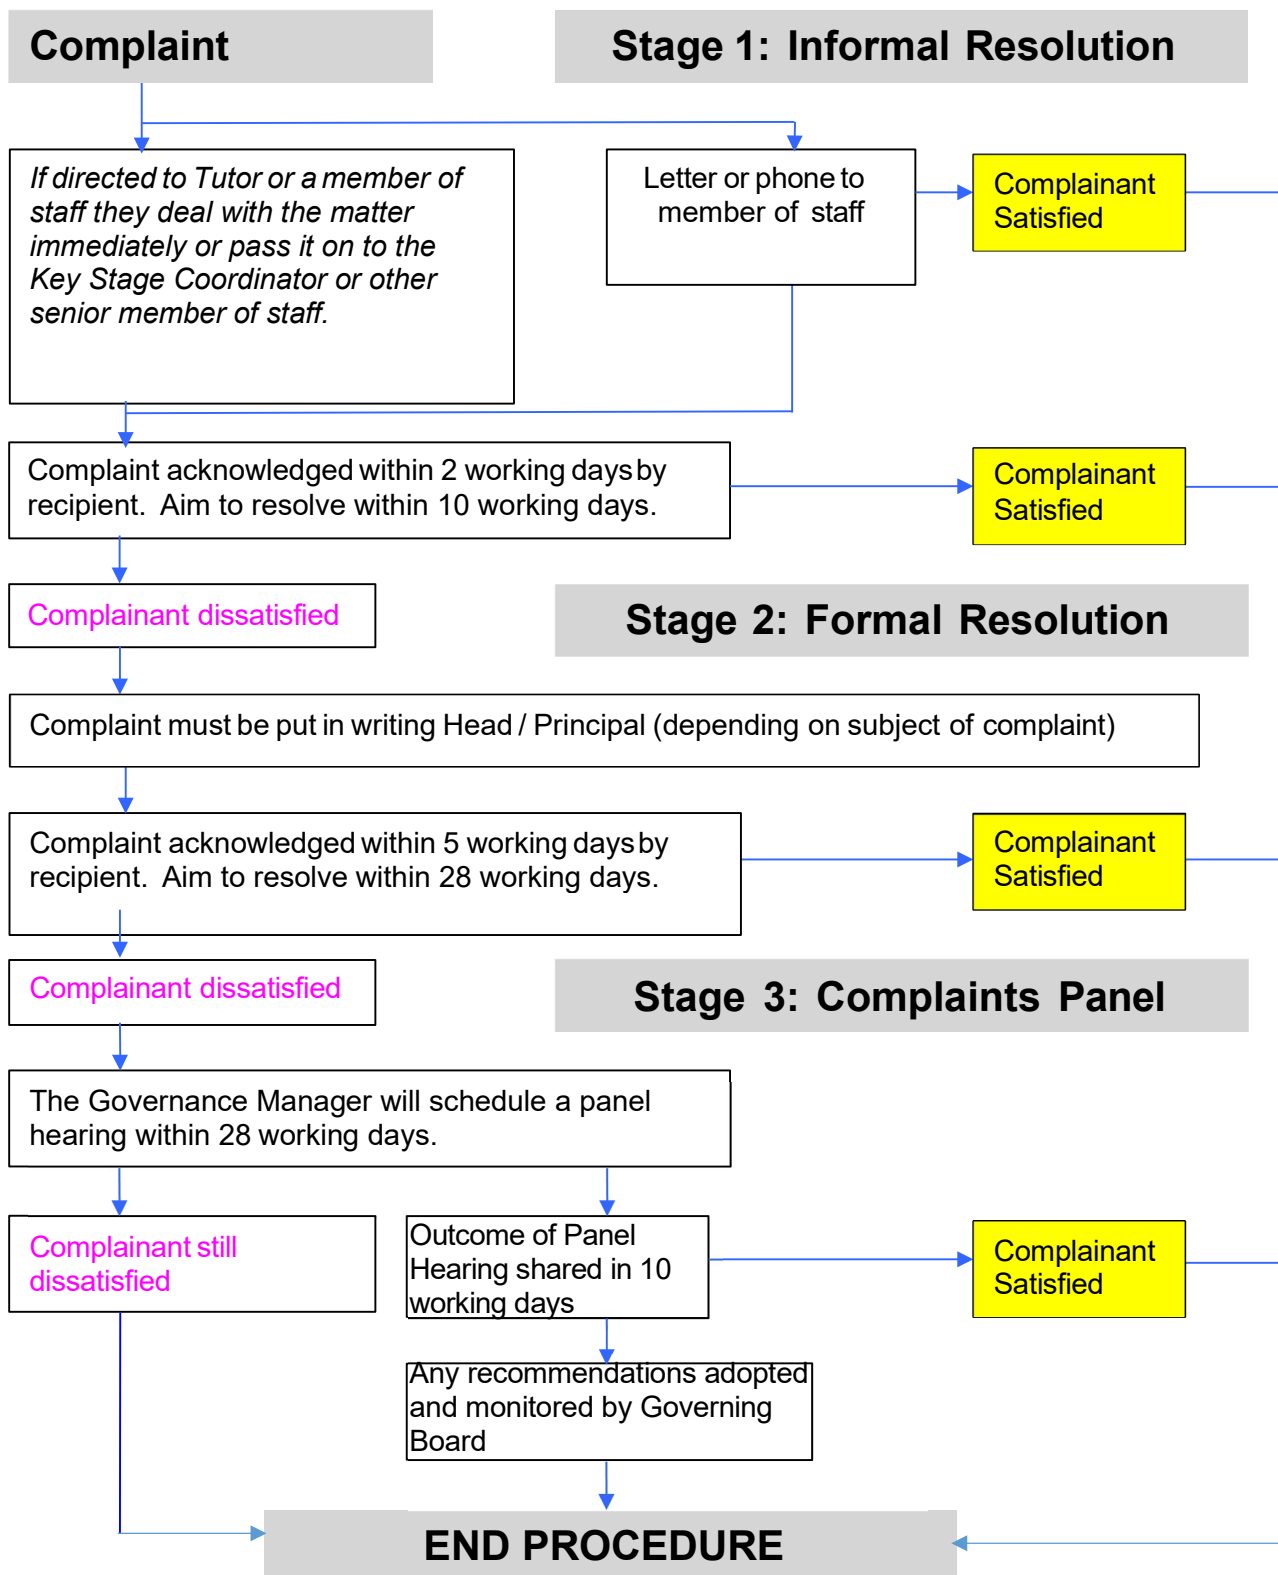 Complaint
Stage 1: Informal Resolution
If directed to Tutor or a member of
staff they deal with the matter
immediately or pass it on to the
Key Stage Coordinator or other
senior member of staff.
Letter or phone to
member of staff
Complainant
Satisfied
Complaint acknowledged within 2 working days by
recipient. Aim to resolve within 10 working days.
Complainant
Satisfied
Complainant dissatisfied
Stage 2: Formal Resolution
Complaint must be put in writing Head / Principal (depending on subject of complaint)
Complaint acknowledged within 5 working days by
recipient. Aim to resolve within 28 working days.
Complainant
Satisfied
Complainant dissatisfied
Stage 3: Complaints Panel
The Governance Manager will schedule a panel
hearing within 28 working days.
Complainant still
dissatisfied
Outcome of Panel
Hearing shared in 10
working days
Complainant
Satisfied
Any recommendations adopted
and monitored by Governing
Board
END PROCEDURE